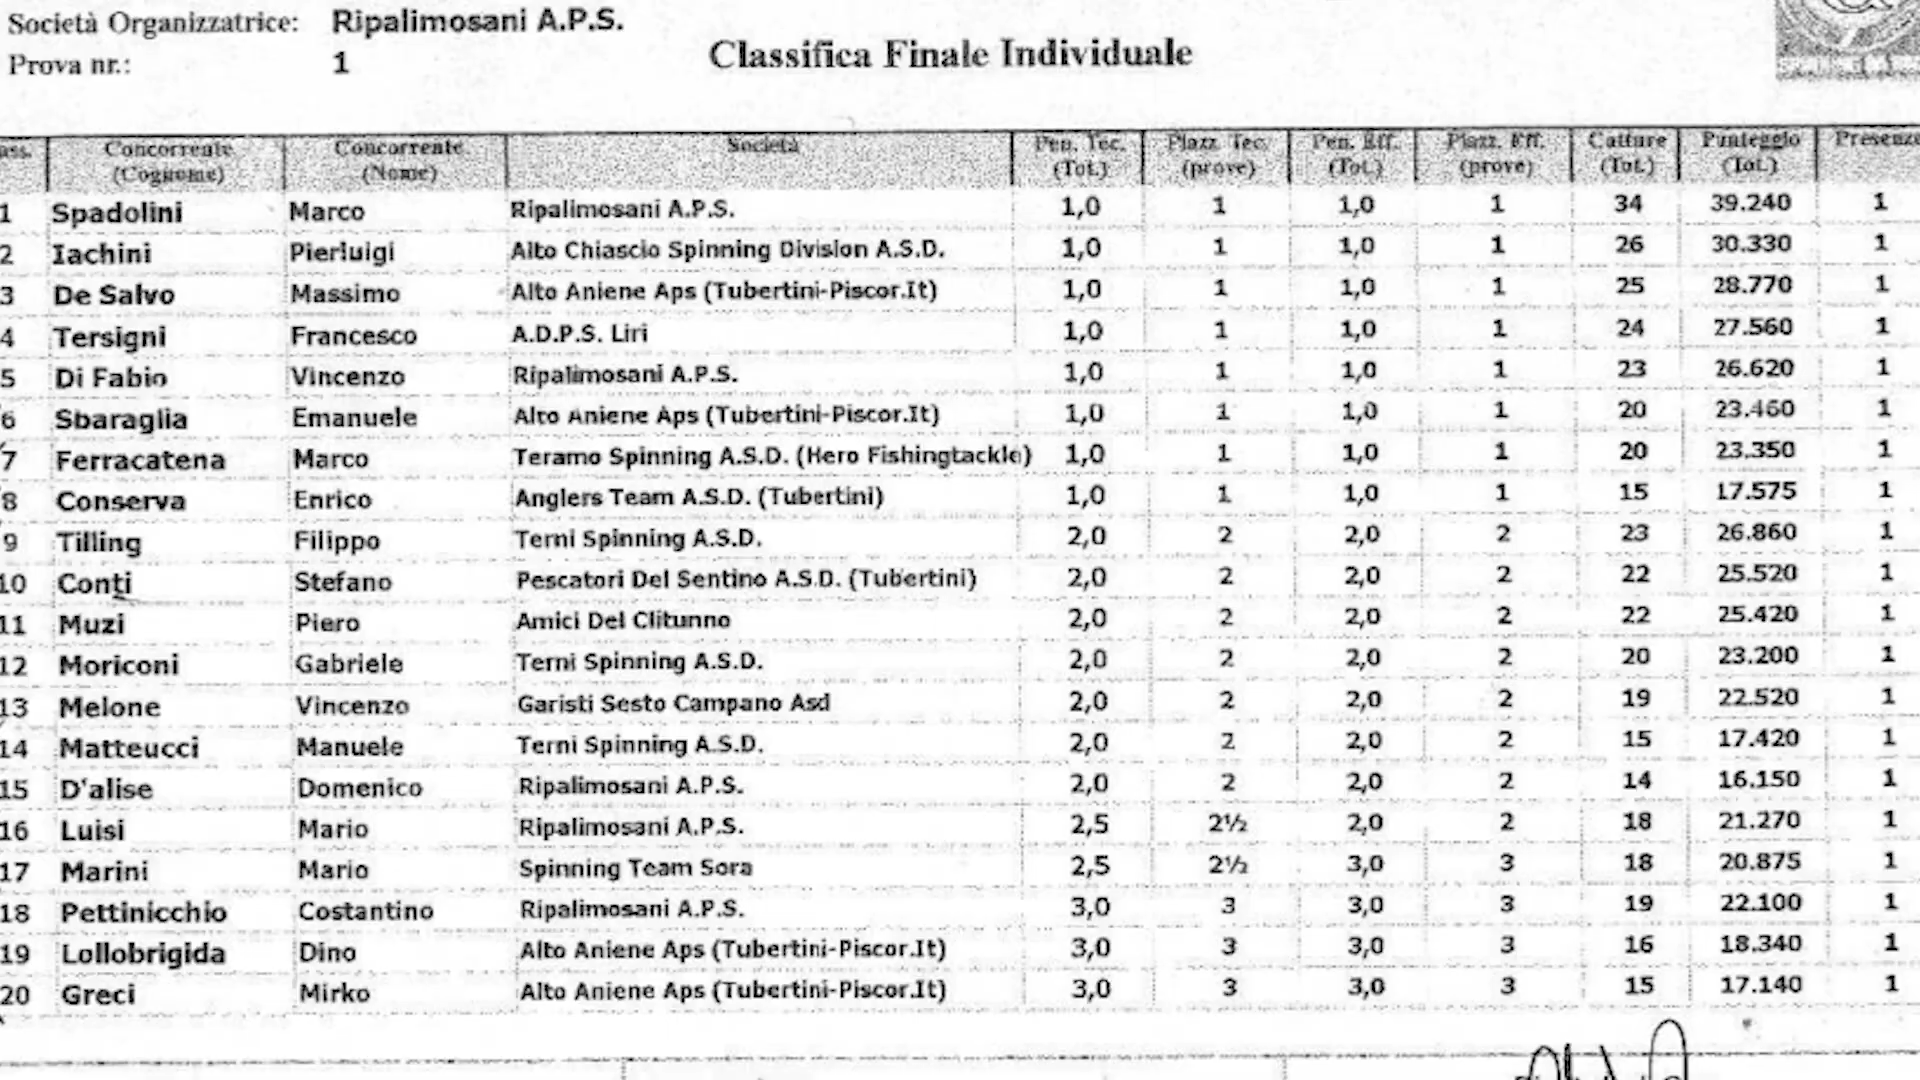 Società Organizzatrice: Ripalimosani A.P.S.
Prova nr.: 1
Classifica Finale Individuale
Concorrente (Cognome) Concorrente (Nome) Società Pen. Tec. (Tot.) Piazz. Tec. (prove) Pen. Eff. (Tot.) Piazz. Eff. (prove) Catture (Tot.) Punteggio (Tot.) Presenze
1 Spadolini Marco Ripalimosani A.P.S. 1,0 1 1,0 1 34 39.240 1
2 Iachini Pierluigi Alto Chiascio Spinning Division A.S.D. 1,0 1 1,0 1 26 30.330 1
3 De Salvo Massimo Alto Aniene Aps (Tubertini-Piscor.It) 1,0 1 1,0 1 25 28.770 1
4 Tersigni Francesco A.D.P.S. Liri 1,0 1 1,0 1 24 27.560 1
5 Di Fabio Vincenzo Ripalimosani A.P.S. 1,0 1 1,0 1 23 26.620 1
6 Sbaraglia Emanuele Alto Aniene Aps (Tubertini-Piscor.It) 1,0 1 1,0 1 20 23.460 1
7 Ferracatena Marco Teramo Spinning A.S.D. (Hero Fishingtackle) 1,0 1 1,0 1 20 23.350 1
8 Conserva Enrico Anglers Team A.S.D. (Tubertini) 1,0 1 1,0 1 15 17.575 1
9 Tilling Filippo Terni Spinning A.S.D. 2,0 2 2,0 2 23 26.860 1
10 Conti Stefano Pescatori Del Sentino A.S.D. (Tubertini) 2,0 2 2,0 2 22 25.520 1
11 Muzi Piero Amici Del Clitunno 2,0 2 2,0 2 22 25.420 1
12 Moriconi Gabriele Terni Spinning A.S.D. 2,0 2 2,0 2 20 23.200 1
13 Melone Vincenzo Garisti Sesto Campano Asd 2,0 2 2,0 2 19 22.520 1
14 Matteucci Manuele Terni Spinning A.S.D. 2,0 2 2,0 2 15 17.420 1
15 D'alise Domenico Ripalimosani A.P.S. 2,0 2 2,0 2 14 16.150 1
16 Luisi Mario Ripalimosani A.P.S. 2,5 2½ 2,0 2 18 21.270 1
17 Marini Mario Spinning Team Sora 2,5 2½ 3,0 3 18 20.875 1
18 Pettinicchio Costantino Ripalimosani A.P.S. 3,0 3 3,0 3 19 22.100 1
19 Lollobrigida Dino Alto Aniene Aps (Tubertini-Piscor.It) 3,0 3 3,0 3 16 18.340 1
20 Greci Mirko Alto Aniene Aps (Tubertini-Piscor.It) 3,0 3 3,0 3 15 17.140 1